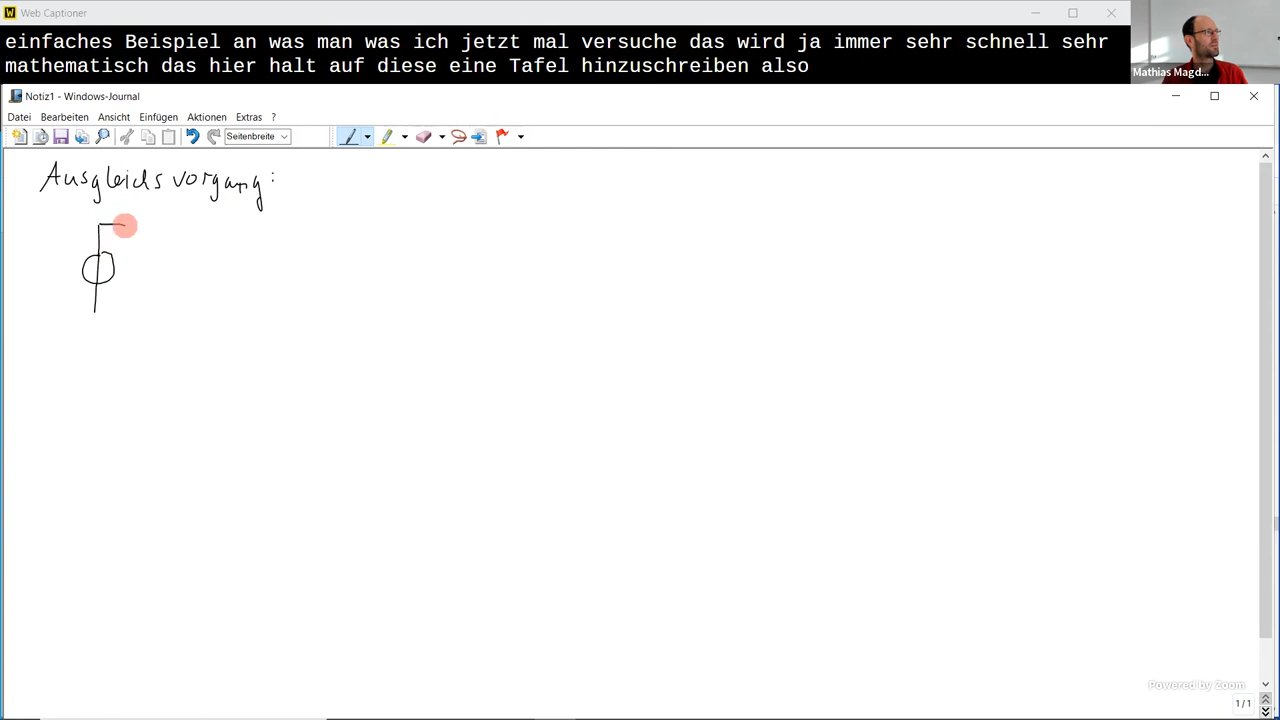 Web Captioner
einfaches Beispiel an was man was ich jetzt mal versuche das wird ja immer sehr schnell sehr
mathematisch das hier halt auf diese eine Tafel hinzuschreiben also
Mathias Magd...
Notiz1 - Windows-Journal
Datei Bearbeiten Ansicht Einfügen Aktionen Extras ?
Seitenbreite
Ausgleichsvorgang:
Powered by Zoom
1/1